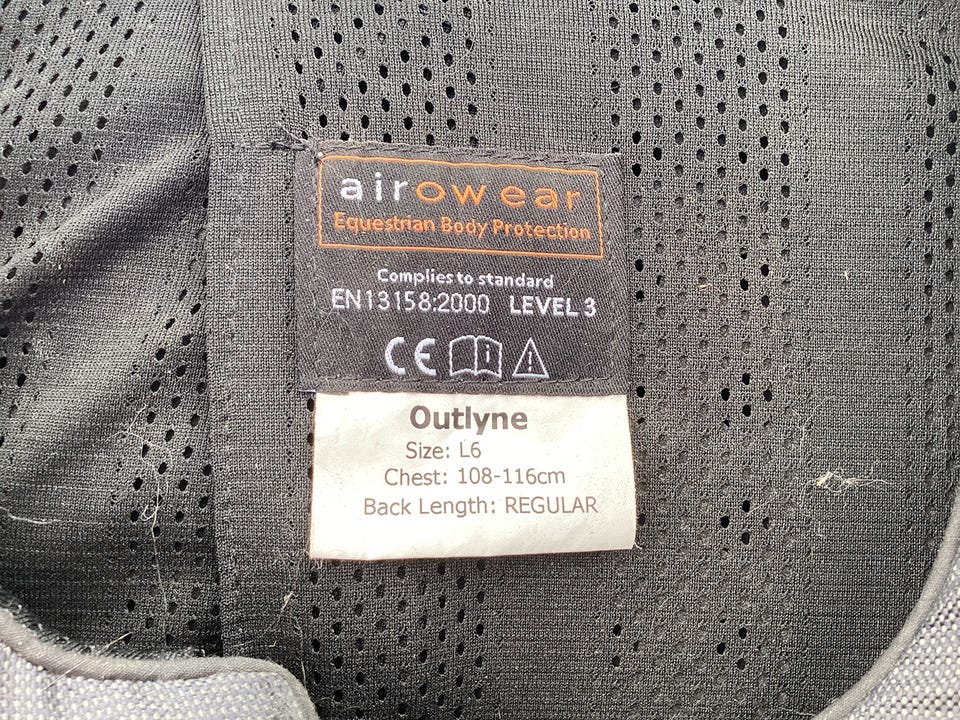 airowear
Equestrian Body Protection
Complies to standard
EN13158:2000 LEVEL 3
CE
Outlyne
Size: L6
Chest: 108-116cm
Back Length: REGULAR